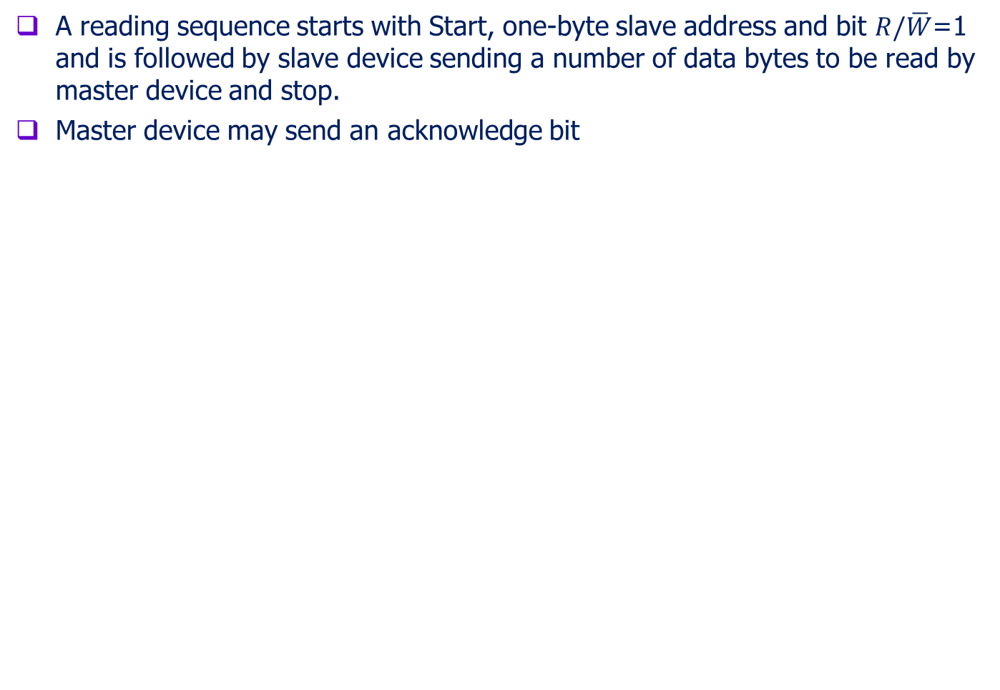 ❑ A reading sequence starts with Start, one-byte slave address and bit R/W̅=1
and is followed by slave device sending a number of data bytes to be read by
master device and stop.
❑ Master device may send an acknowledge bit